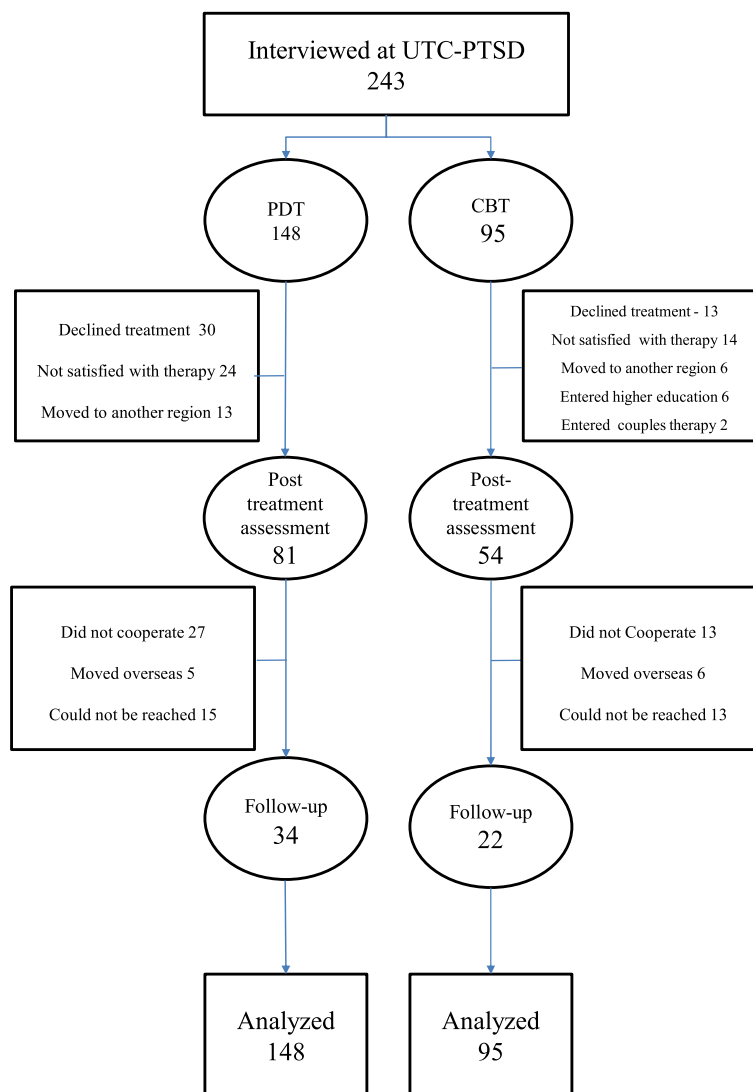 Interviewed at UTC-PTSD
243
PDT
148
CBT
95
Declined treatment 30
Not satisfied with therapy 24
Moved to another region 13
Declined treatment - 13
Not satisfied with therapy 14
Moved to another region 6
Entered higher education 6
Entered couples therapy 2
Post
treatment
assessment
81
Post-
treatment
assessment
54
Did not cooperate 27
Moved overseas 5
Could not be reached 15
Did not Cooperate 13
Moved overseas 6
Could not be reached 13
Follow-up
34
Follow-up
22
Analyzed
148
Analyzed
95